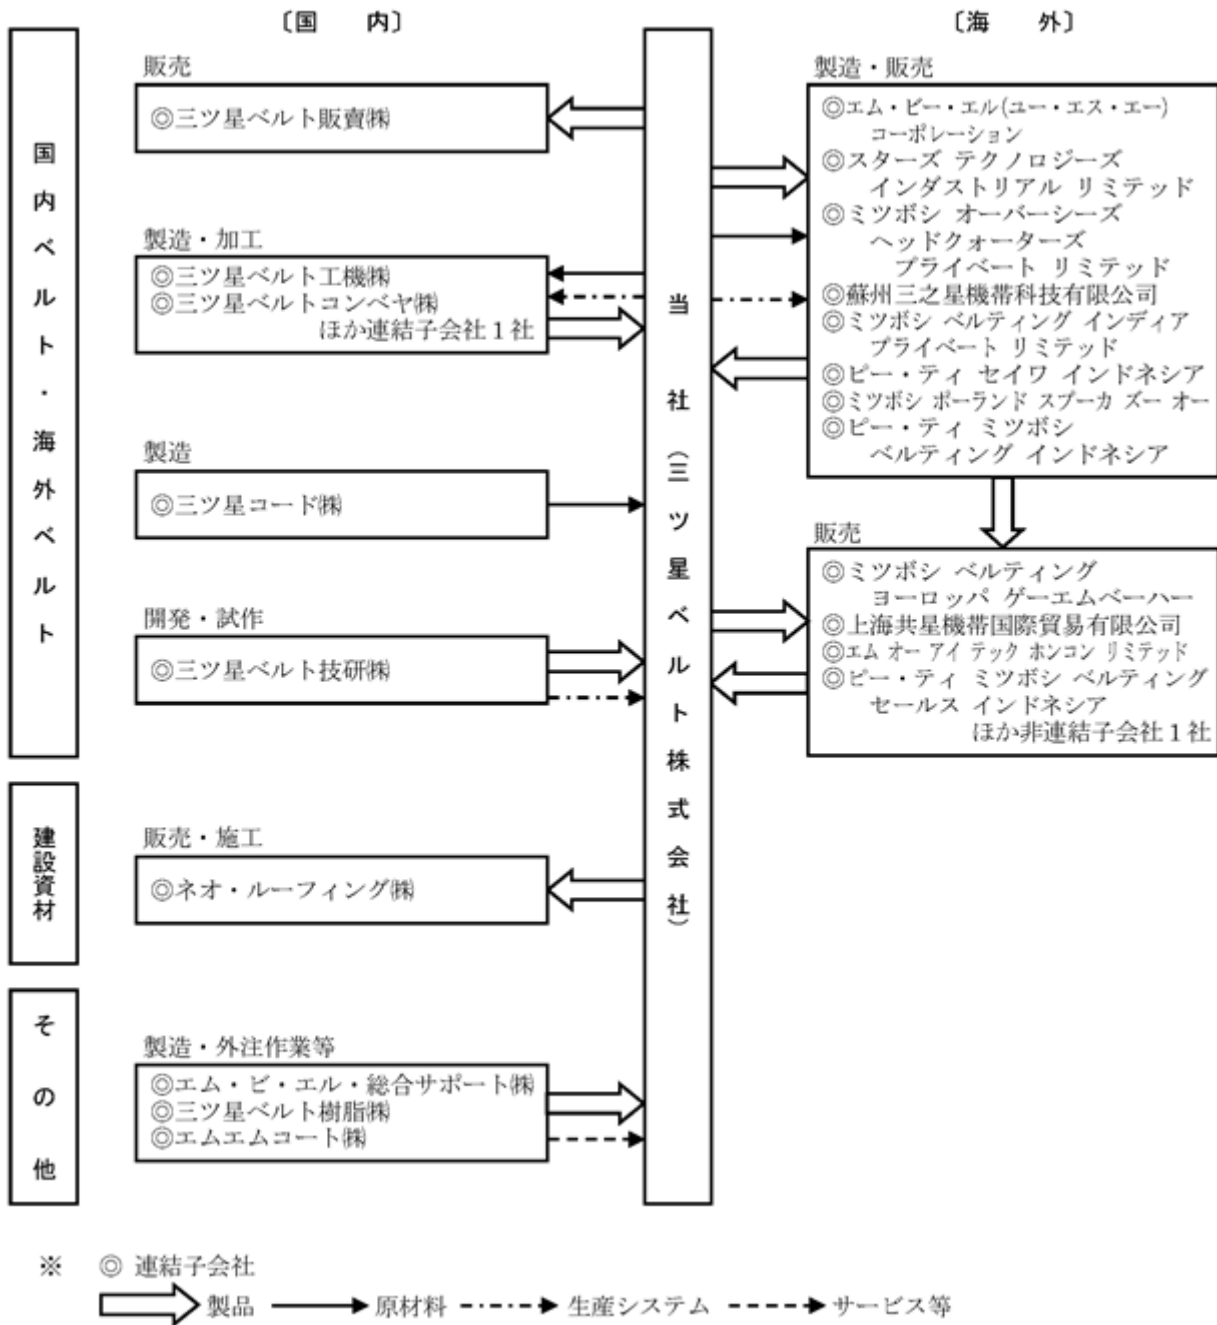 〔国　内〕
〔海　外〕
国内ベルト・海外ベルト
販売
◎三ツ星ベルト販賣㈱
製造・加工
◎三ツ星ベルト工機㈱
◎三ツ星ベルトコンベヤ㈱
ほか連結子会社１社
製造
◎三ツ星コード㈱
開発・試作
◎三ツ星ベルト技研㈱
建設資材
販売・施工
◎ネオ・ルーフィング㈱
その他
製造・外注作業等
◎エム・ビ・エル・総合サポート㈱
◎三ツ星ベルト樹脂㈱
◎エムエムコート㈱
当社（三ツ星ベルト株式会社）
製造・販売
◎エム・ビー・エル(ユー・エス・エー)
コーポレーション
◎スターズ テクノロジーズ
インダストリアル リミテッド
◎ミツボシ オーバーシーズ
ヘッドクォーターズ
プライベート リミテッド
◎蘇州三之星機帯科技有限公司
◎ミツボシ ベルティング インディア
プライベート リミテッド
◎ピー・ティ セイワ インドネシア
◎ミツボシ ポーランド スプーカ ズー オー
◎ピー・ティ ミツボシ
ベルティング インドネシア
販売
◎ミツボシ ベルティング
ヨーロッパ ゲーエムベーハー
◎上海共星機帯国際貿易有限公司
◎エム オー アイ テック ホンコン リミテッド
◎ピー・ティ ミツボシ ベルティング
セールス インドネシア
ほか非連結子会社１社
※　◎ 連結子会社
製品　原材料　生産システム　サービス等